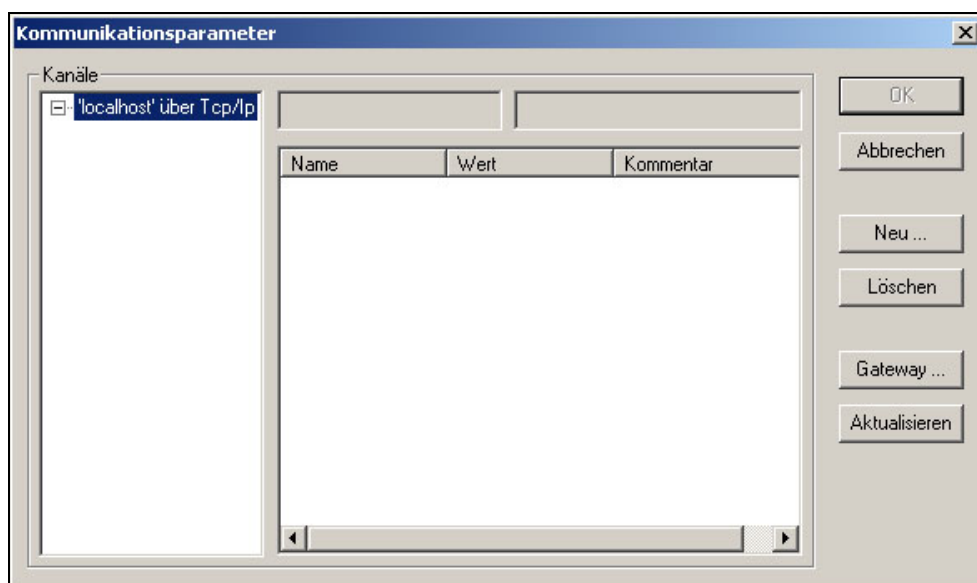 Kommunikationsparameter
Kanäle
'localhost' über Tcp/Ip
Name Wert Kommentar
OK
Abbrechen
Neu ...
Löschen
Gateway ...
Aktualisieren